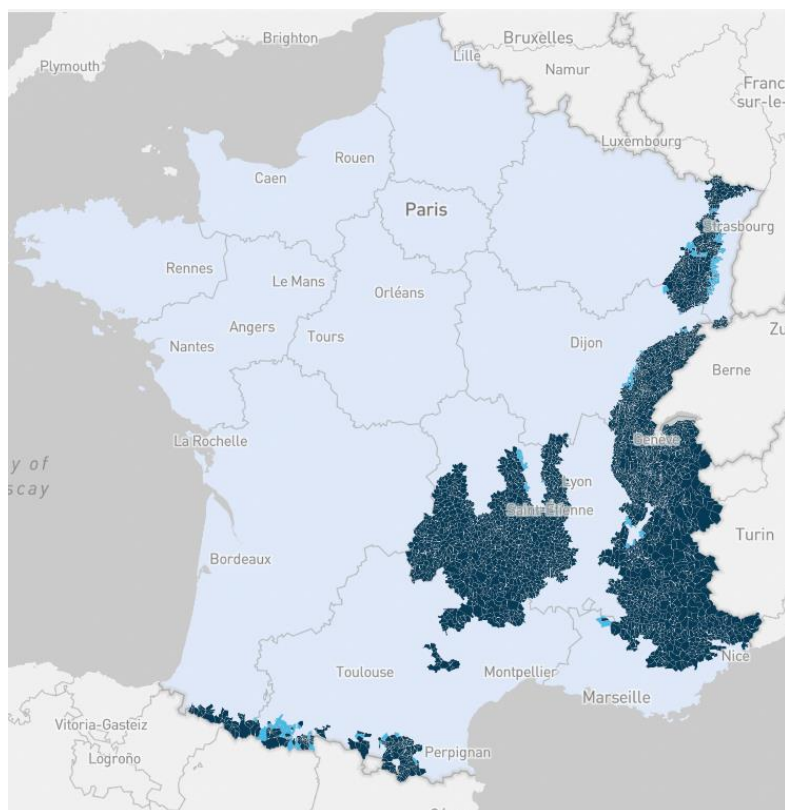 Brighton
Bruxelles
Plymouth
Lille
Namur
Franc
sur-le-
Luxembourg
Rouen
Caen
Paris
Strasbourg
Rennes
Le Mans
Orléans
Angers
Tours
Dijon
Zu
Nantes
Berne
La Rochelle
Genève
y of
scay
Lyon
Saint-Étienne
Turin
Bordeaux
Toulouse
Montpellier
Nice
Marseille
Vitoria-Gasteiz
Logroño
Perpignan